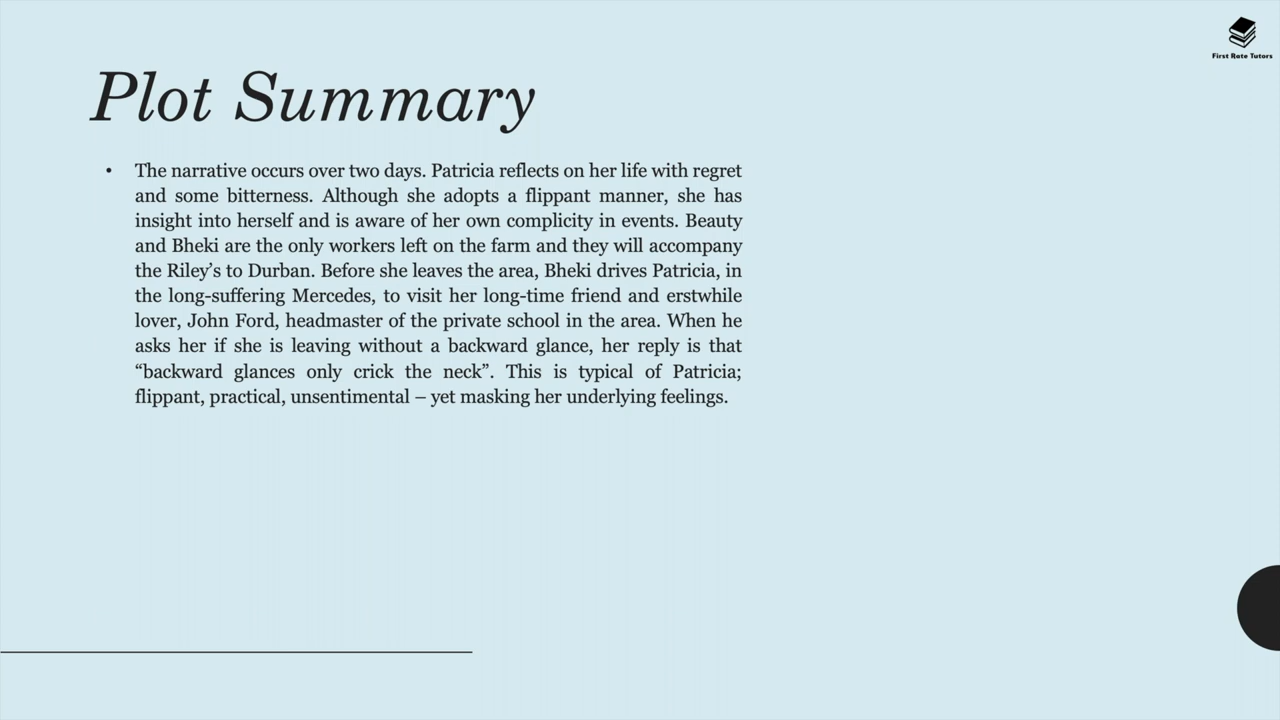 First Rate Tutors
Plot Summary
• The narrative occurs over two days. Patricia reflects on her life with regret
and some bitterness. Although she adopts a flippant manner, she has
insight into herself and is aware of her own complicity in events. Beauty
and Bheki are the only workers left on the farm and they will accompany
the Riley’s to Durban. Before she leaves the area, Bheki drives Patricia, in
the long-suffering Mercedes, to visit her long-time friend and erstwhile
lover, John Ford, headmaster of the private school in the area. When he
asks her if she is leaving without a backward glance, her reply is that
“backward glances only crick the neck”. This is typical of Patricia;
flippant, practical, unsentimental – yet masking her underlying feelings.